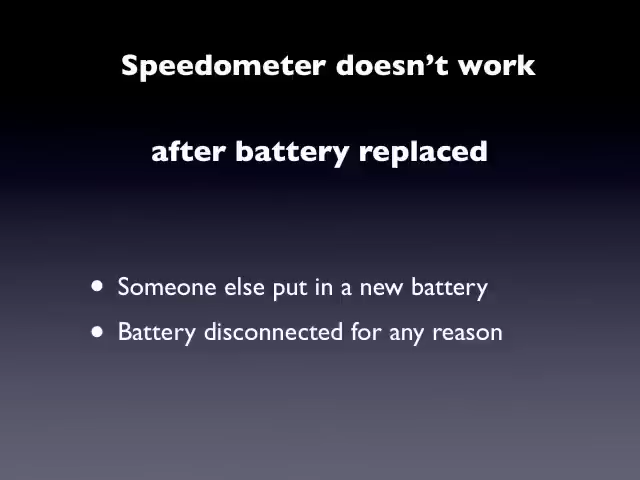 Speedometer doesn’t work
after battery replaced
• Someone else put in a new battery
• Battery disconnected for any reason